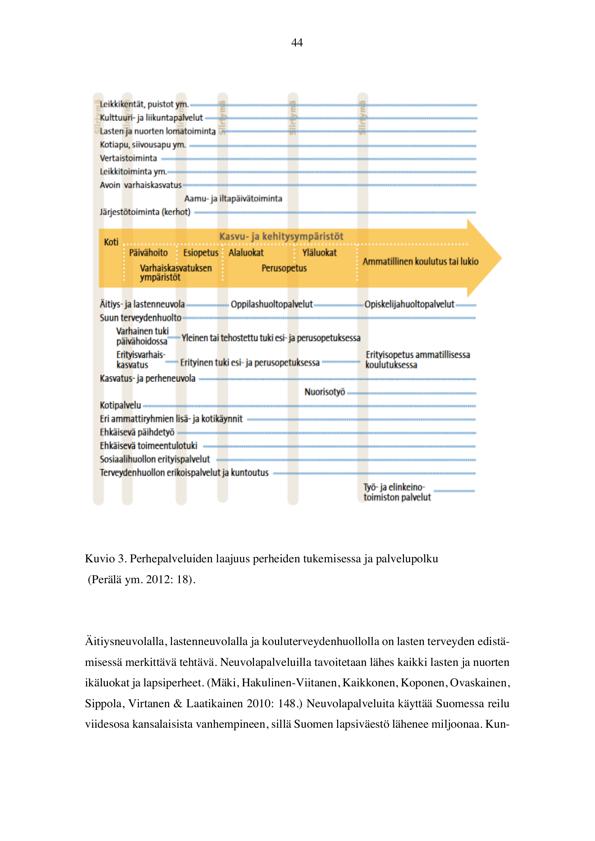 44
Leikkikentät, puistot ym.
Kulttuuri- ja liikuntapalvelut
Lasten ja nuorten lomatoiminta
Kotiapu, siivousapu ym.
Vertaistoiminta
Leikkitoiminta ym.
Avoin varhaiskasvatus
Aamu- ja iltapäivätoiminta
Järjestötoiminta (kerhot)
Siirtymä
Siirtymä
Siirtymä
Kasvu- ja kehitysympäristöt
Koti
Päivähoito Esiopetus Alaluokat Yläluokat
Varhaiskasvatuksen
ympäristöt
Perusopetus
Ammatillinen koulutus tai lukio
Äitiys- ja lastenneuvola Oppilashuoltopalvelut Opiskelijahuoltopalvelut
Suun terveydenhuolto
Varhainen tuki
päivähoidossa
Yleinen tai tehostettu tuki esi- ja perusopetuksessa
Erityisvarhais-
kasvatus
Erityinen tuki esi- ja perusopetuksessa
Erityisopetus ammatillisessa
koulutuksessa
Kasvatus- ja perheneuvola
Nuorisotyö
Kotipalvelu
Eri ammattiryhmien lisä- ja kotikäynnit
Ehkäisevä päihdetyö
Ehkäisevä toimeentulotuki
Sosiaalihuollon erityispalvelut
Terveydenhuollon erikoispalvelut ja kuntoutus
Työ- ja elinkeino-
toimiston palvelut
Kuvio 3. Perhepalveluiden laajuus perheiden tukemisessa ja palvelupolku
(Perälä ym. 2012: 18).
Äitiysneuvolalla, lastenneuvolalla ja kouluterveydenhuollolla on lasten terveyden edistä-
misessä merkittävä tehtävä. Neuvolapalveluilla tavoitetaan lähes kaikki lasten ja nuorten
ikäluokat ja lapsiperheet. (Mäki, Hakulinen-Viitanen, Kaikkonen, Koponen, Ovaskainen,
Sippola, Virtanen & Laatikainen 2010: 148.) Neuvolapalveluita käyttää Suomessa reilu
viidesosa kansalaisista vanhempineen, sillä Suomen lapsiväestö lähenee miljoonaa. Kun-